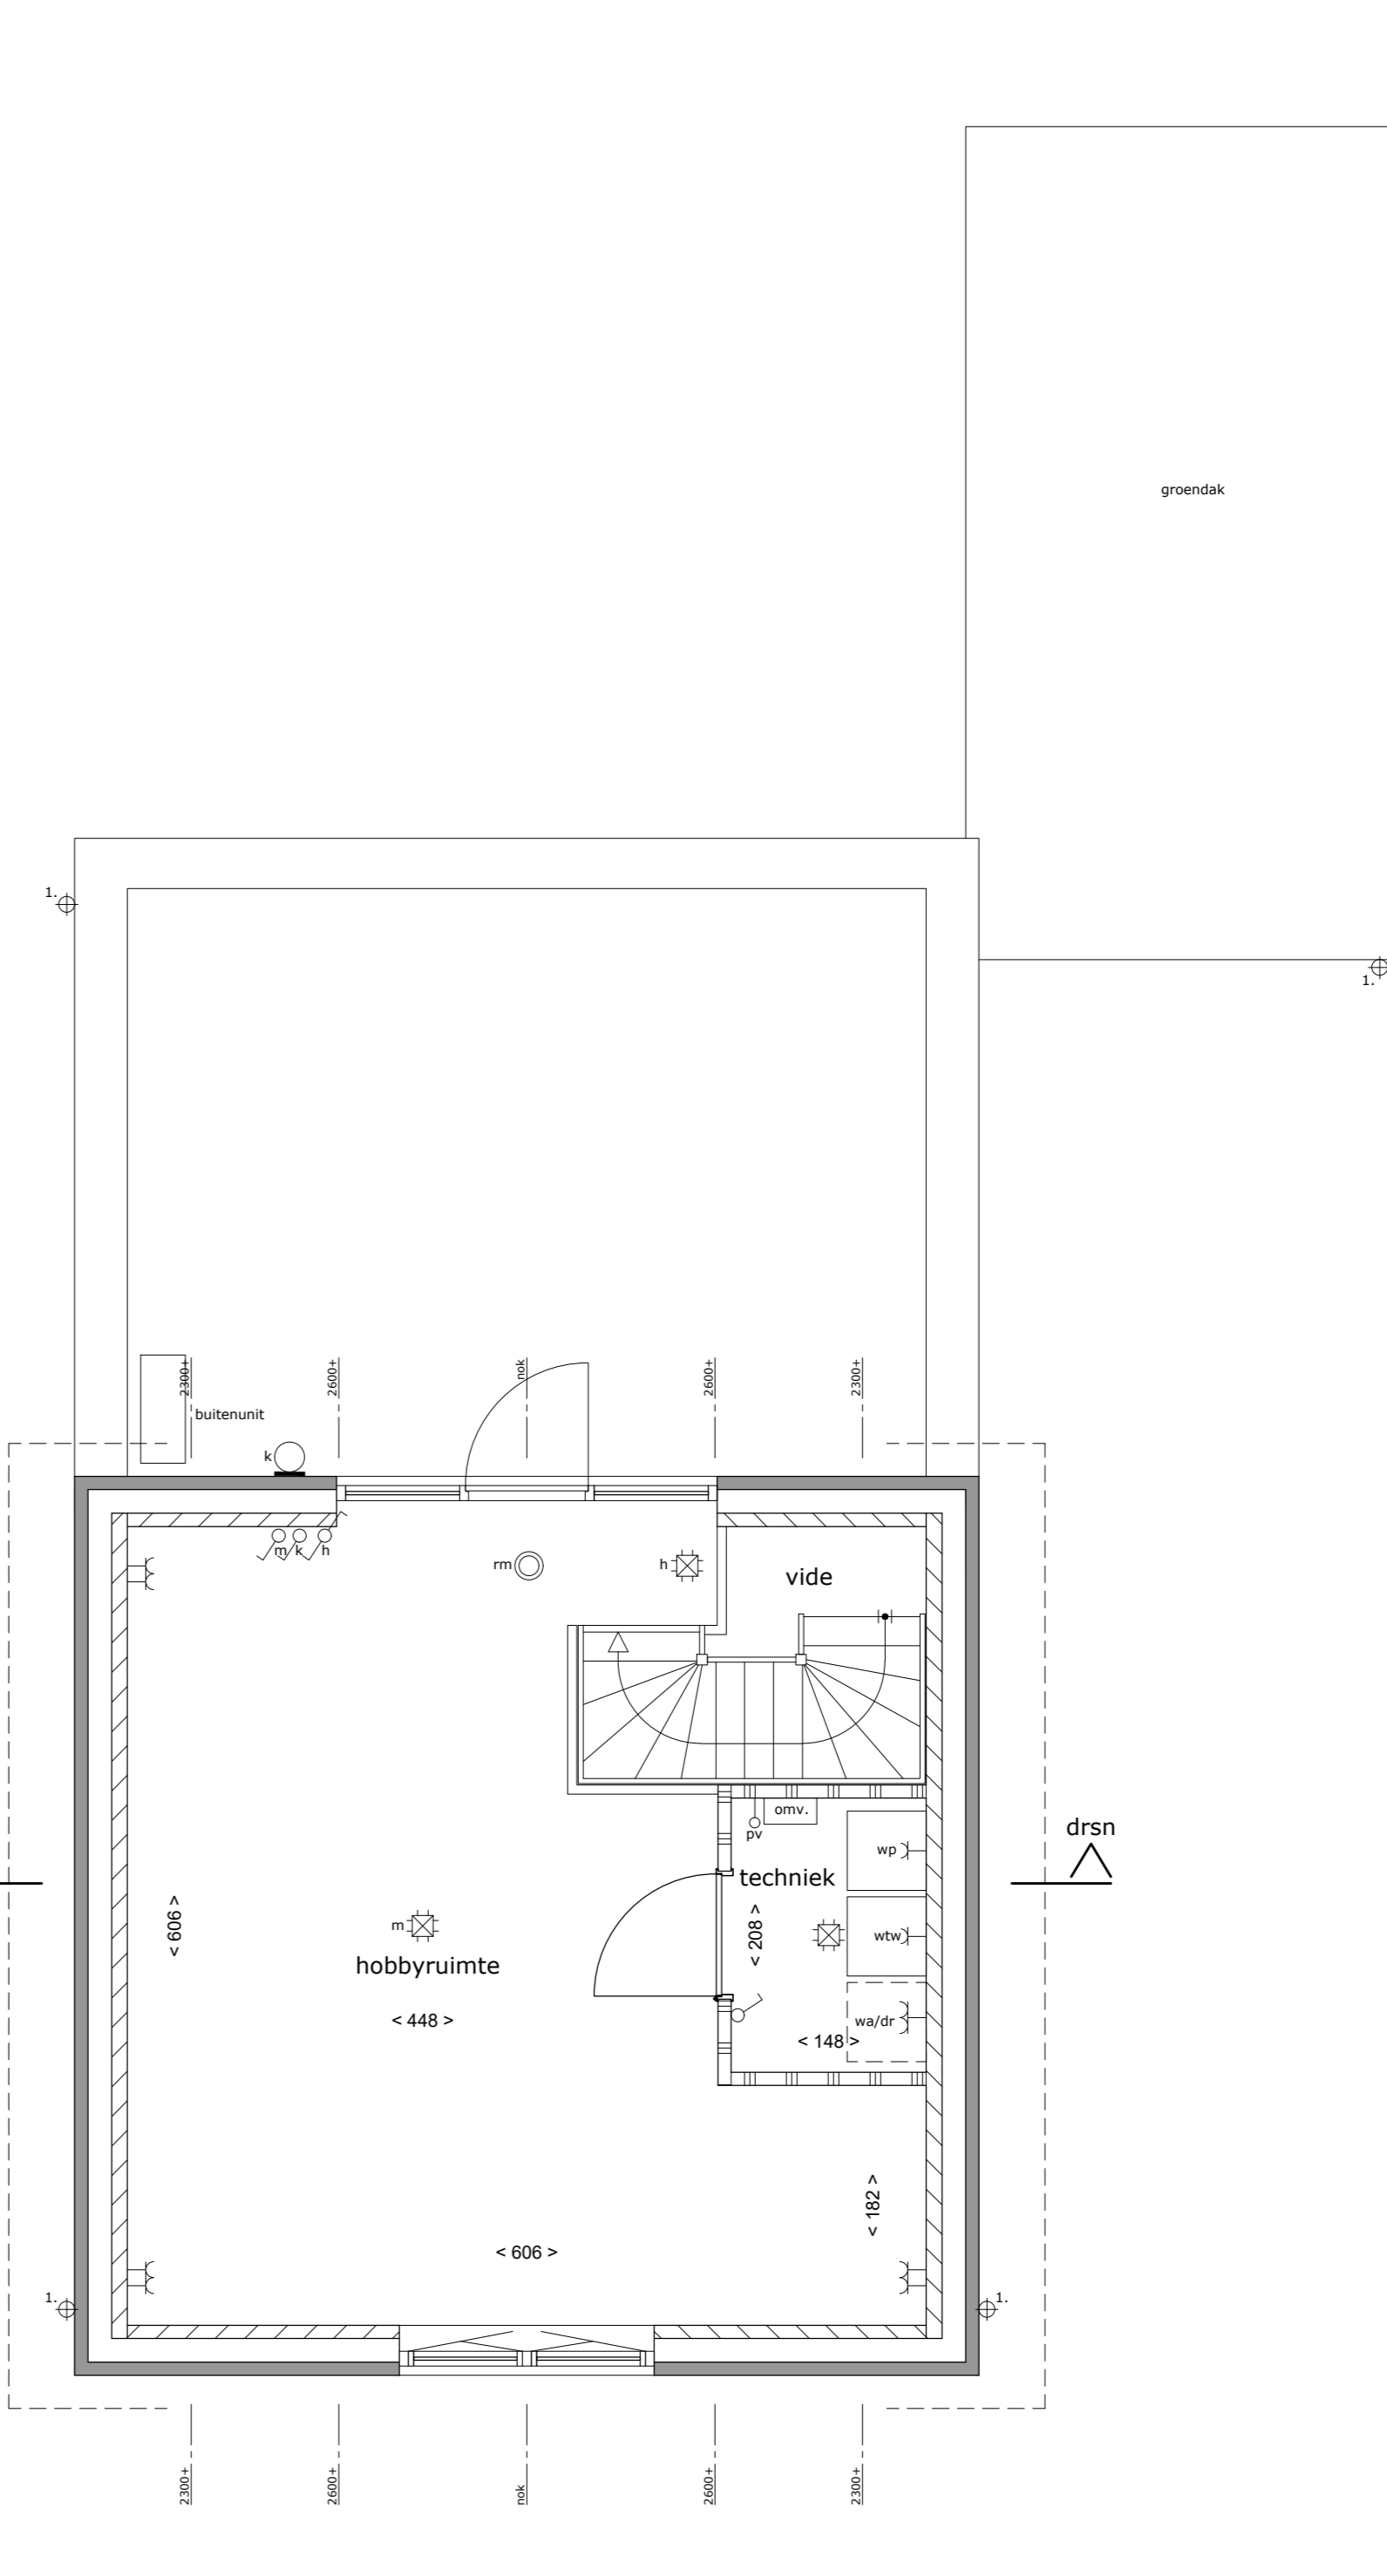 groendak
1.
1.
2300+
2600+
nok
2600+
2300+
buitenunit
k
m
k
h
rm
h
vide
omv.
pv
wp
drsn
techniek
< 606 >
m
< 208 >
wtw
hobbyruimte
< 448 >
wa/dr
< 148 >
< 182 >
< 606 >
1.
1.
2300+
2600+
nok
2600+
2300+